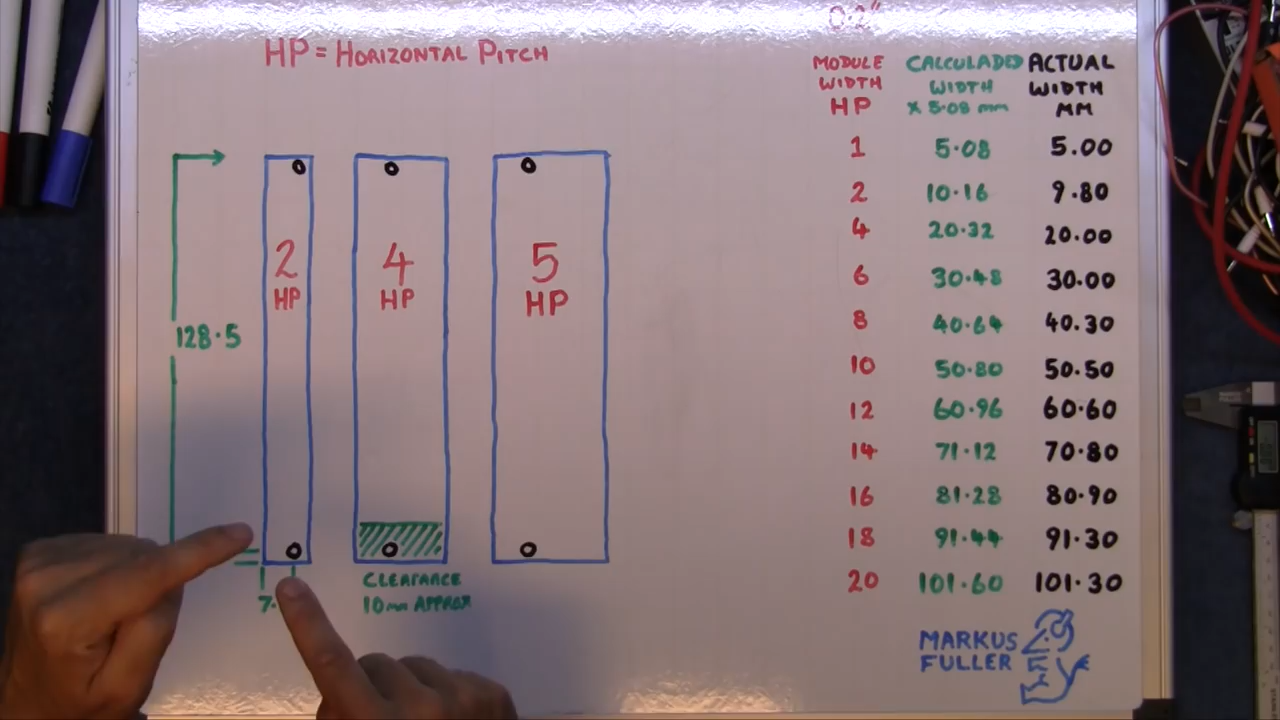 0.2"
HP = HORIZONTAL PITCH
MODULE WIDTH HP
CALCULADED WIDTH X 5.08 mm
ACTUAL WIDTH MM
1 5.08 5.00
2 10.16 9.80
4 20.32 20.00
6 30.48 30.00
8 40.64 40.30
10 50.80 50.50
12 60.96 60.60
14 71.12 70.80
16 81.28 80.90
18 91.44 91.30
20 101.60 101.30
2 HP
4 HP
5 HP
128.5
7.
CLEARANCE
10mm APPROX
MARKUS
FULLER